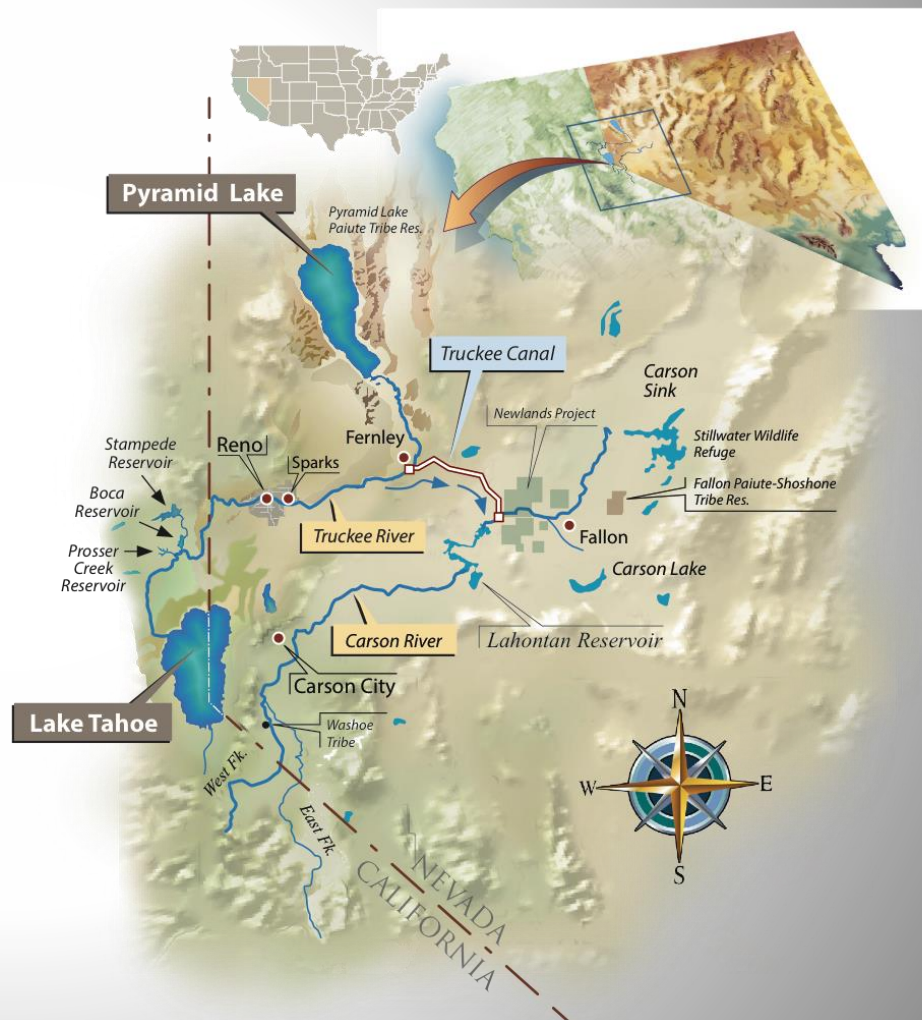 Pyramid Lake
Pyramid Lake
Paiute Tribe Res.
Truckee Canal
Carson
Sink
Newlands Project
Stillwater Wildlife
Refuge
Fernley
Stampede
Reservoir
Reno
Sparks
Boca
Reservoir
Fallon Paiute-Shoshone
Tribe Res.
Truckee River
Fallon
Prosser
Creek
Reservoir
Carson Lake
Carson River
Lahontan Reservoir
Carson City
Lake Tahoe
Washoe
Tribe
West Fk.
East Fk.
N
W
E
S
NEVADA
CALIFORNIA